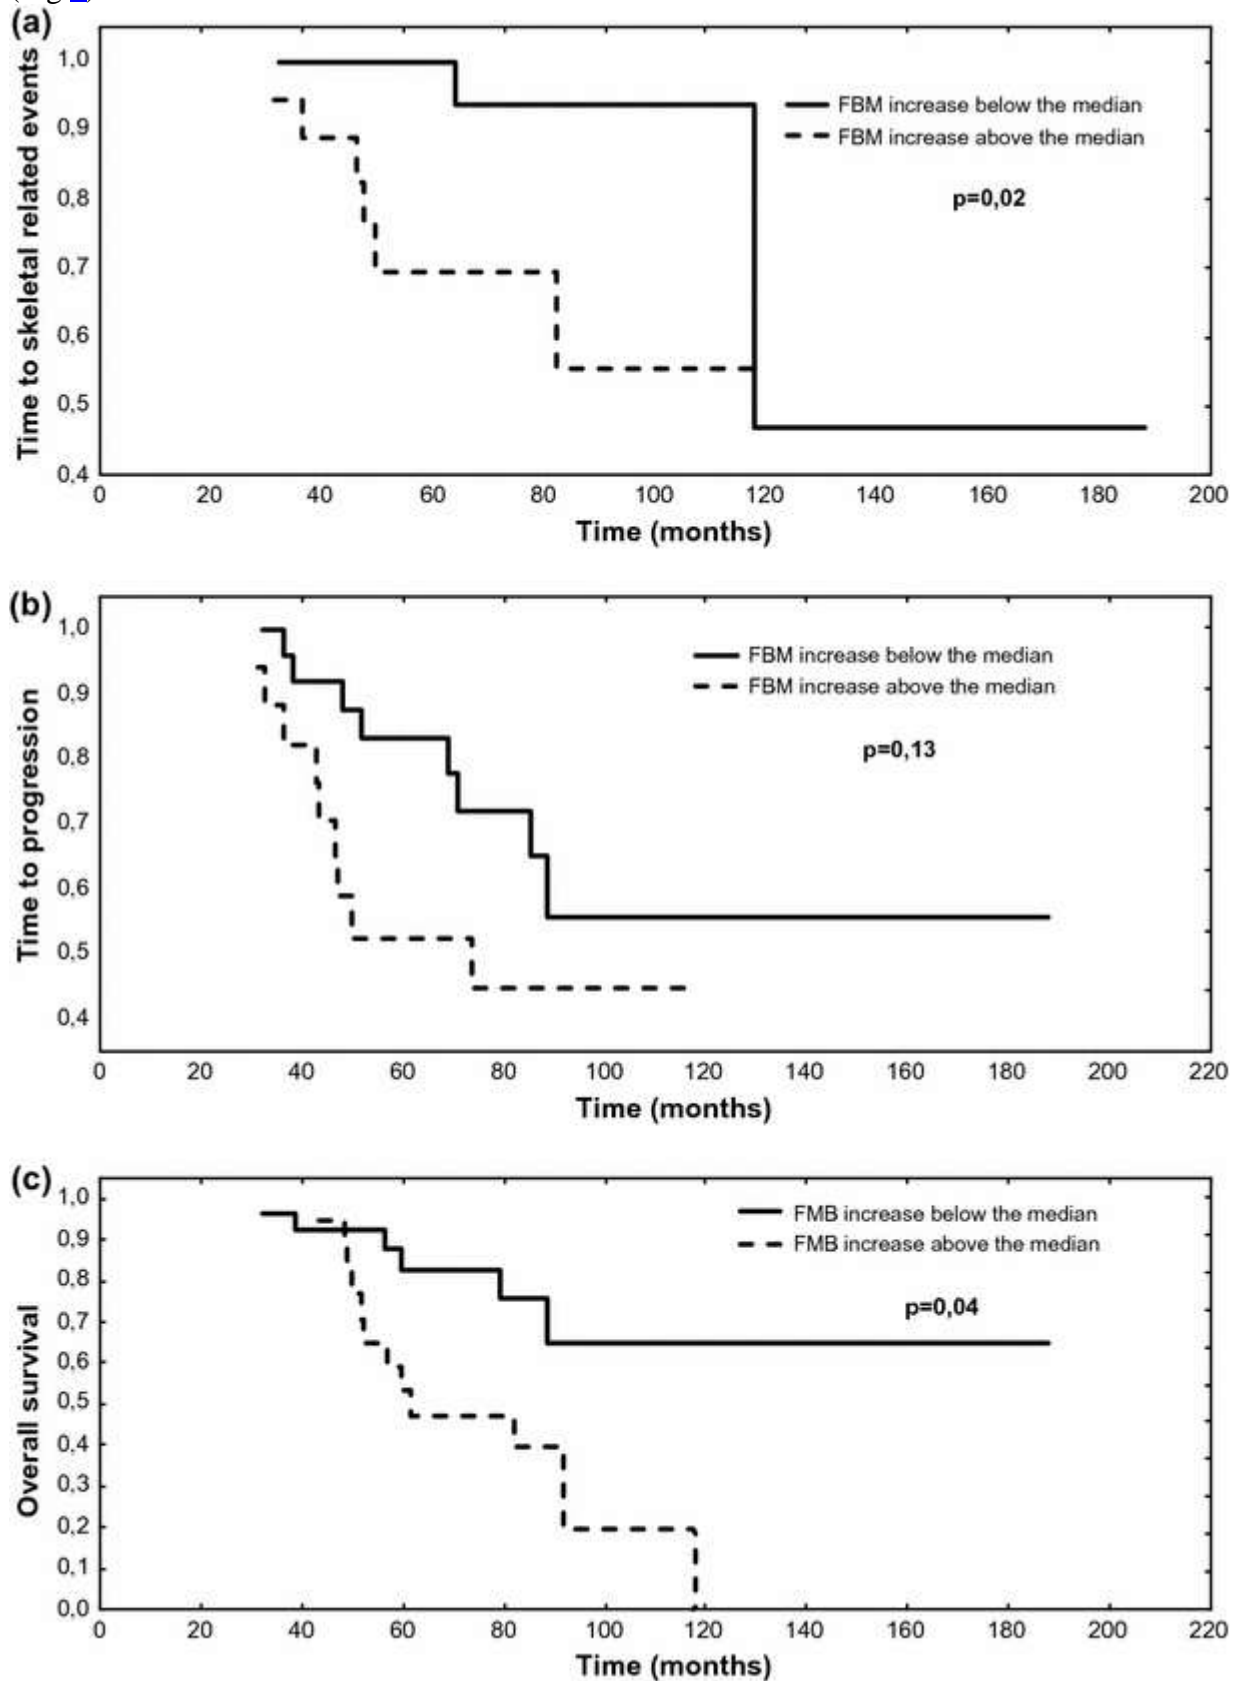 (a)
Time to skeletal related events
1,0
0,9
0,8
0,7
0,6
0,5
0,4
FBM increase below the median
FBM increase above the median
p=0,02
0 20 40 60 80 100 120 140 160 180 200
Time (months)
(b)
Time to progression
1,0
0,9
0,8
0,7
0,6
0,5
0,4
FBM increase below the median
FBM increase above the median
p=0,13
0 20 40 60 80 100 120 140 160 180 200 220
Time (months)
(c)
Overall survival
1,0
0,9
0,8
0,7
0,6
0,5
0,4
0,3
0,2
0,1
0,0
FMB increase below the median
FMB increase above the median
p=0,04
0 20 40 60 80 100 120 140 160 180 200 220
Time (months)